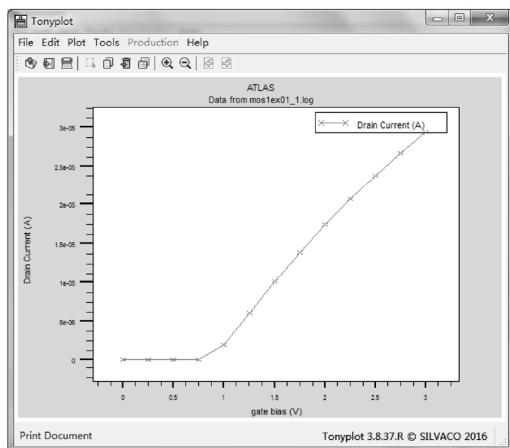 Tonyplot
File Edit Plot Tools Production Help
ATLAS
Data from mos1ex01_1.log
Drain Current (A)
3e-05
2.5e-05
2e-05
1.5e-05
1e-05
5e-06
0
Drain Current (A)
0 0.5 1 1.5 2 2.5 3
gate bias (V)
Print Document
Tonyplot 3.8.37.R © SILVACO 2016